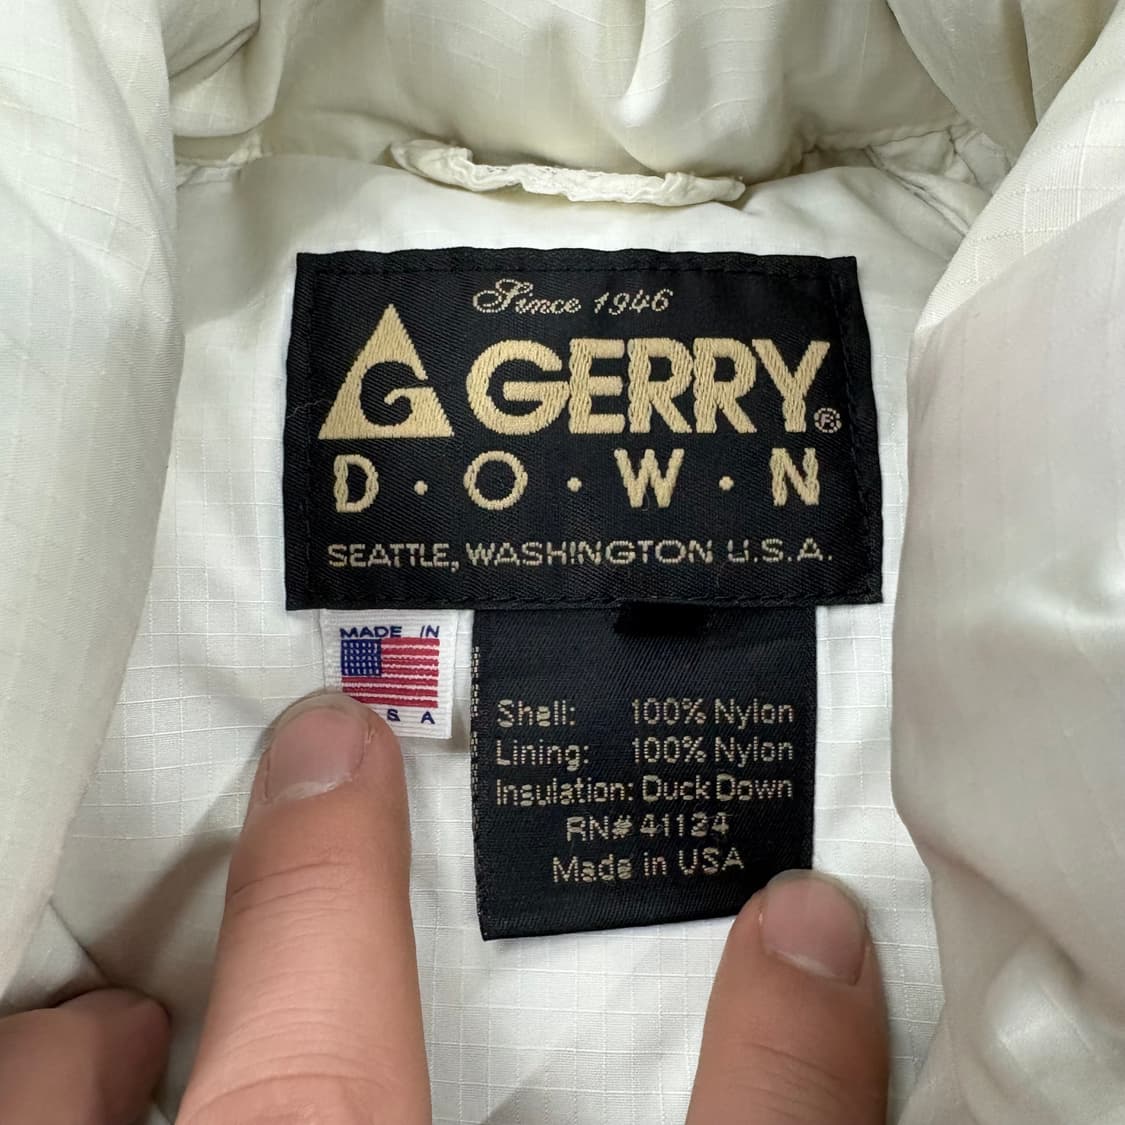 Since 1946
G GERRY®
D·O·W·N
SEATTLE, WASHINGTON U.S.A.
MADE IN
S A
Shell: 100% Nylon
Lining: 100% Nylon
Insulation: Duck Down
RN# 41124
Made in USA